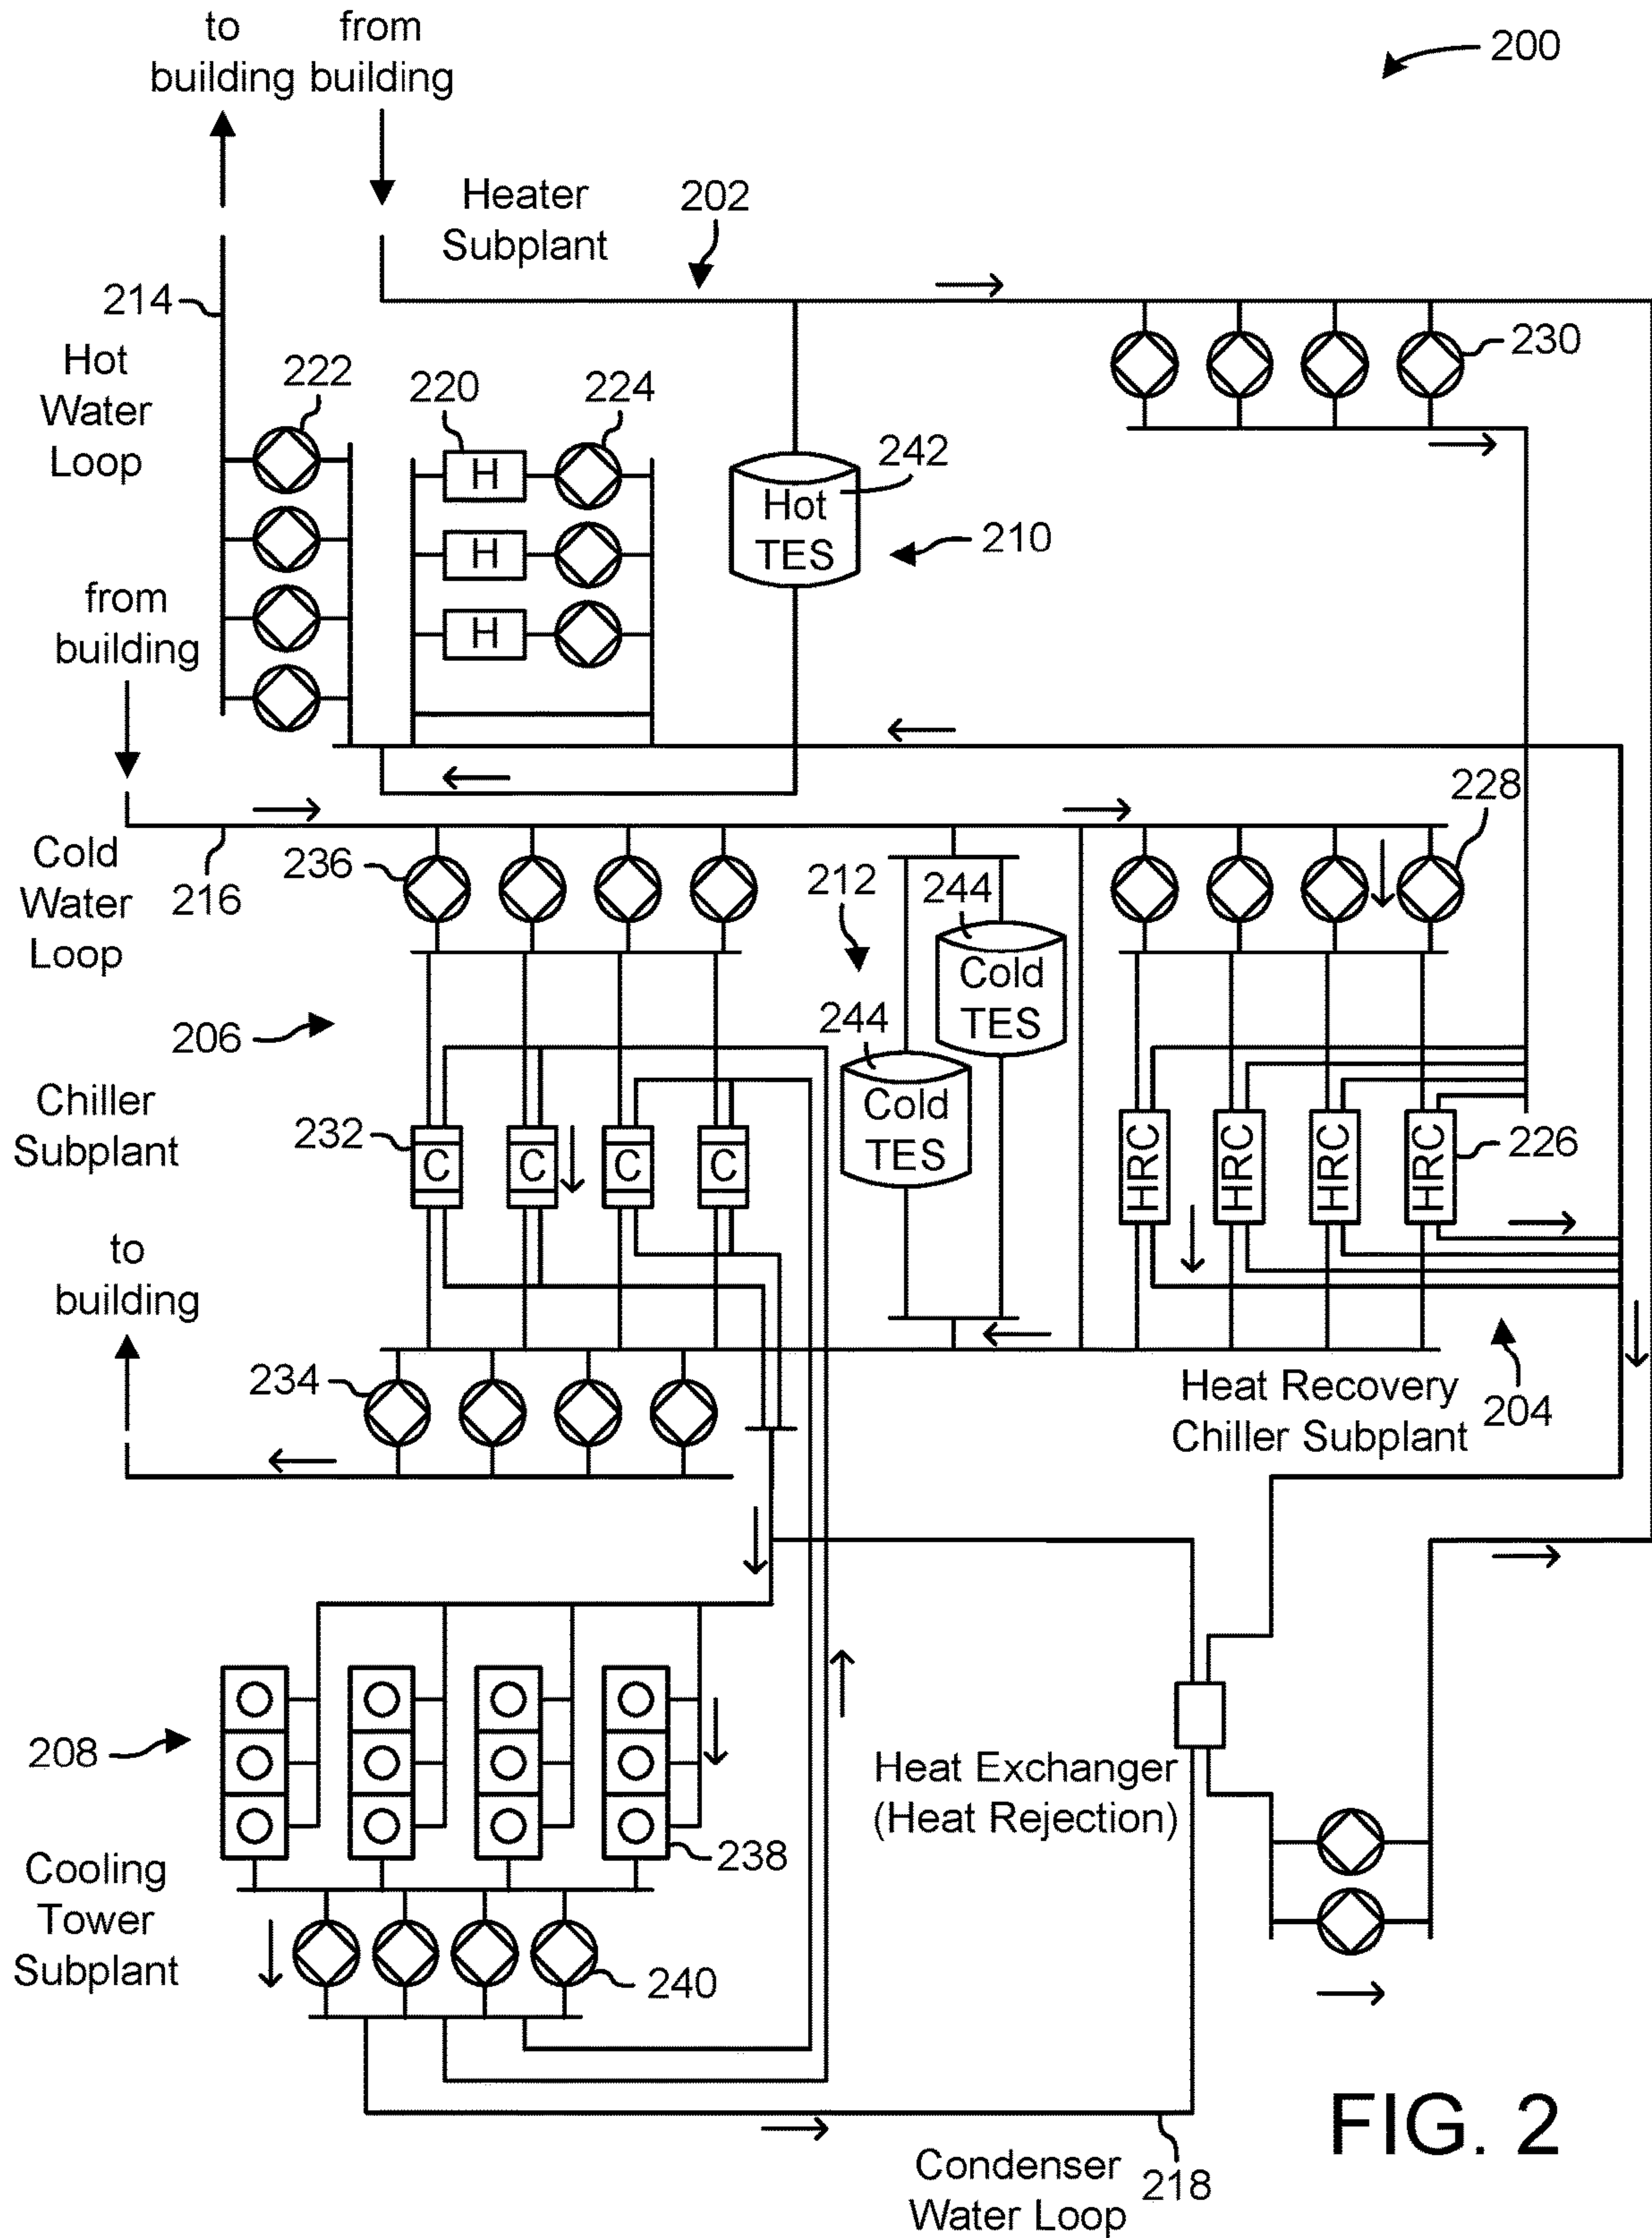 to
building
from
building
200
Heater
Subplant
202
214
Hot
Water
Loop
222
220
224
230
H
H
H
242
Hot
TES
210
from
building
228
Cold
Water
Loop
216
236
212
244
Cold
TES
244
Cold
TES
206
Chiller
Subplant
232
C
C
C
C
HRC
HRC
HRC
HRC
226
to
building
234
Heat Recovery
Chiller Subplant
204
208
Heat Exchanger
(Heat Rejection)
238
Cooling
Tower
Subplant
240
FIG. 2
Condenser
Water Loop
218